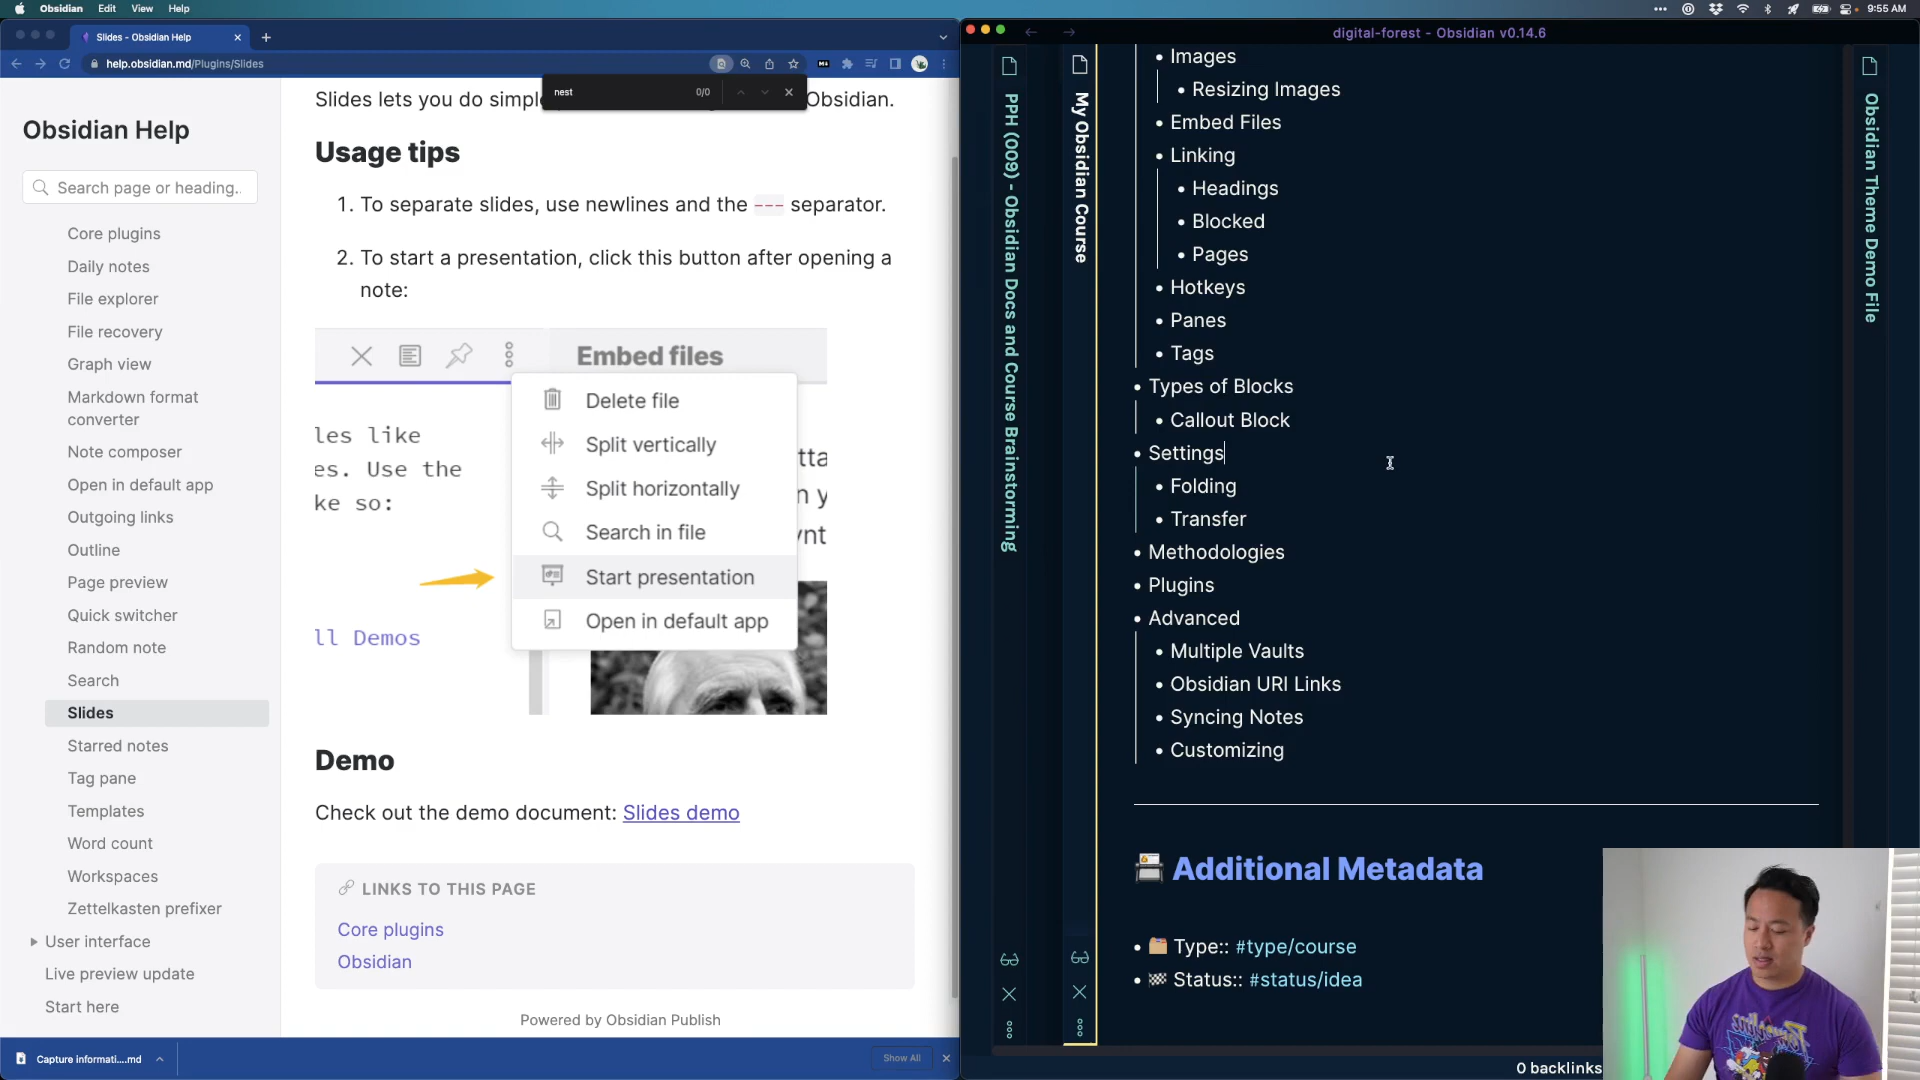 Obsidian Edit View Help
9:55 AM
Slides - Obsidian Help
help.obsidian.md/Plugins/Slides
nest 0/0
Slides lets you do simple
Obsidian.
Obsidian Help
Search page or heading..
Core plugins
Daily notes
File explorer
File recovery
Graph view
Markdown format
converter
Note composer
Open in default app
Outgoing links
Outline
Page preview
Quick switcher
Random note
Search
Slides
Starred notes
Tag pane
Templates
Word count
Workspaces
Zettelkasten prefixer
User interface
Live preview update
Start here
Usage tips
1. To separate slides, use newlines and the --- separator.
2. To start a presentation, click this button after opening a
note:
Embed files
les like
es. Use the
ke so:
ll Demos
Delete file
Split vertically
Split horizontally
Search in file
Start presentation
Open in default app
tta
n y
nt
Demo
Check out the demo document: Slides demo
LINKS TO THIS PAGE
Core plugins
Obsidian
Powered by Obsidian Publish
Capture informati....md
Show All
digital-forest - Obsidian v0.14.6
PPH (009) - Obsidian Docs and Course Brainstorming
My Obsidian Course
• Images
• Resizing Images
• Embed Files
• Linking
• Headings
• Blocked
• Pages
• Hotkeys
• Panes
• Tags
• Types of Blocks
• Callout Block
• Settings
• Folding
• Transfer
• Methodologies
• Plugins
• Advanced
• Multiple Vaults
• Obsidian URI Links
• Syncing Notes
• Customizing
Additional Metadata
• Type:: #type/course
• Status:: #status/idea
0 backlinks
Obsidian Theme Demo File